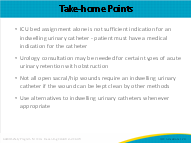 Take-home Points
• ICU bed assignment alone is not sufficient indication for an
indwelling urinary catheter - patient must have a medical
indication for the catheter
• Urology consultation may be needed for certain types of acute
urinary retention with obstruction
• Not all open sacral/hip wounds require an indwelling urinary
catheter if the wound can be kept clean by other methods
• Use alternatives to indwelling urinary catheters whenever
appropriate